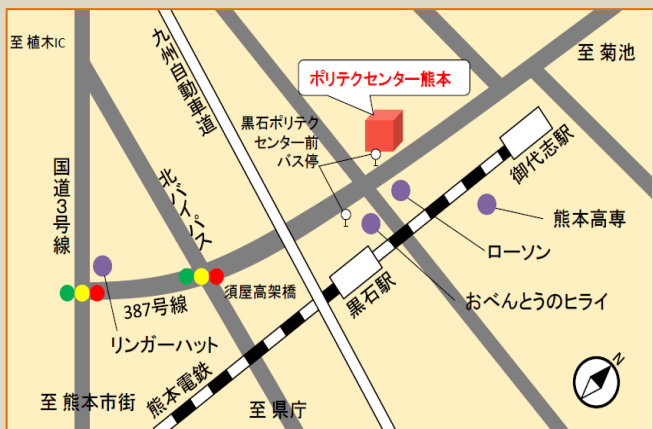 至 植木IC
九州自動車道
ポリテクセンター熊本
至 菊池
黒石ポリテク
センター前
バス停
国道3号線
北バイパス
御代志駅
熊本高専
ローソン
おべんとうのヒライ
黒石駅
須屋高架橋
387号線
リンガーハット
熊本電鉄
至 熊本市街
至 県庁
N